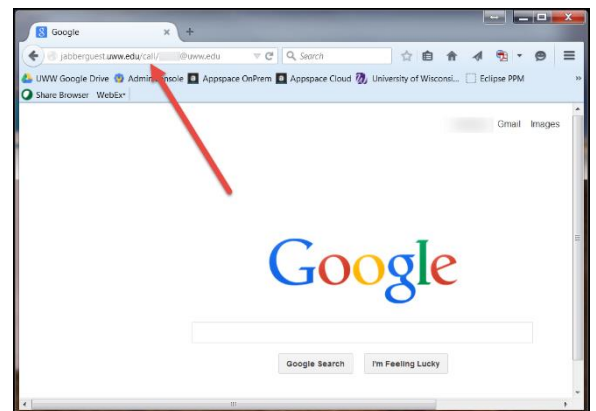 Google
jabberguest.uww.edu/call/ @uww.edu Search
UWW Google Drive Admin Console Appspace OnPrem Appspace Cloud University of Wisconsi... Eclipse PPM
Share Browser WebEx
Gmail Images
Google
Google Search I'm Feeling Lucky